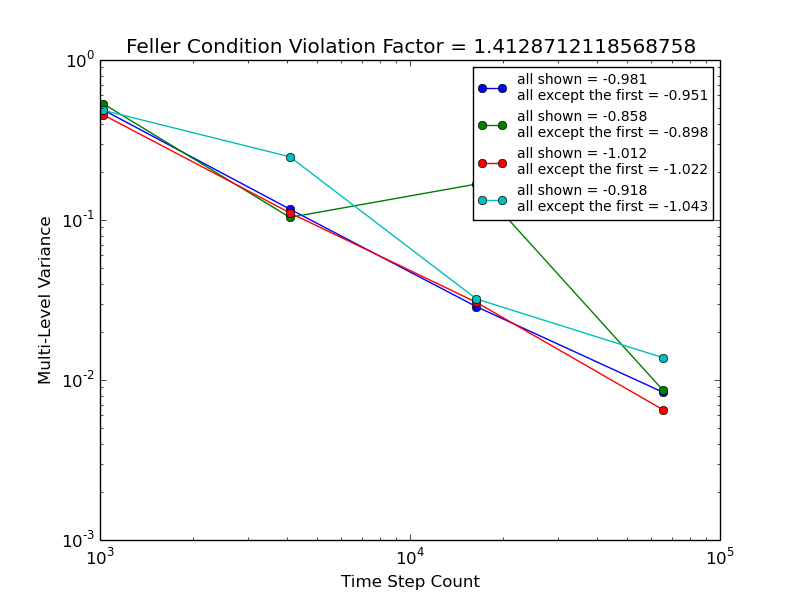 Feller Condition Violation Factor = 1.4128712118568758
10^0
all shown = -0.981
all except the first = -0.951
all shown = -0.858
all except the first = -0.898
all shown = -1.012
all except the first = -1.022
all shown = -0.918
all except the first = -1.043
10^-1
Multi-Level Variance
10^-2
10^-3
10^3
10^4
10^5
Time Step Count